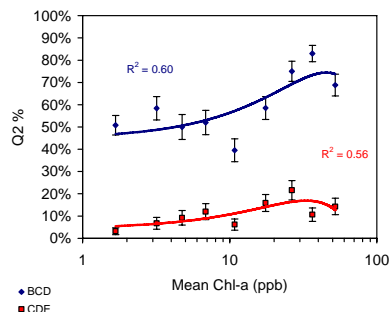 100%
90%
80%
70%
60%
50%
40%
30%
20%
10%
0%
Q2 %
R² = 0.60
R² = 0.56
1 10 100
Mean Chl-a (ppb)
BCD
CDE